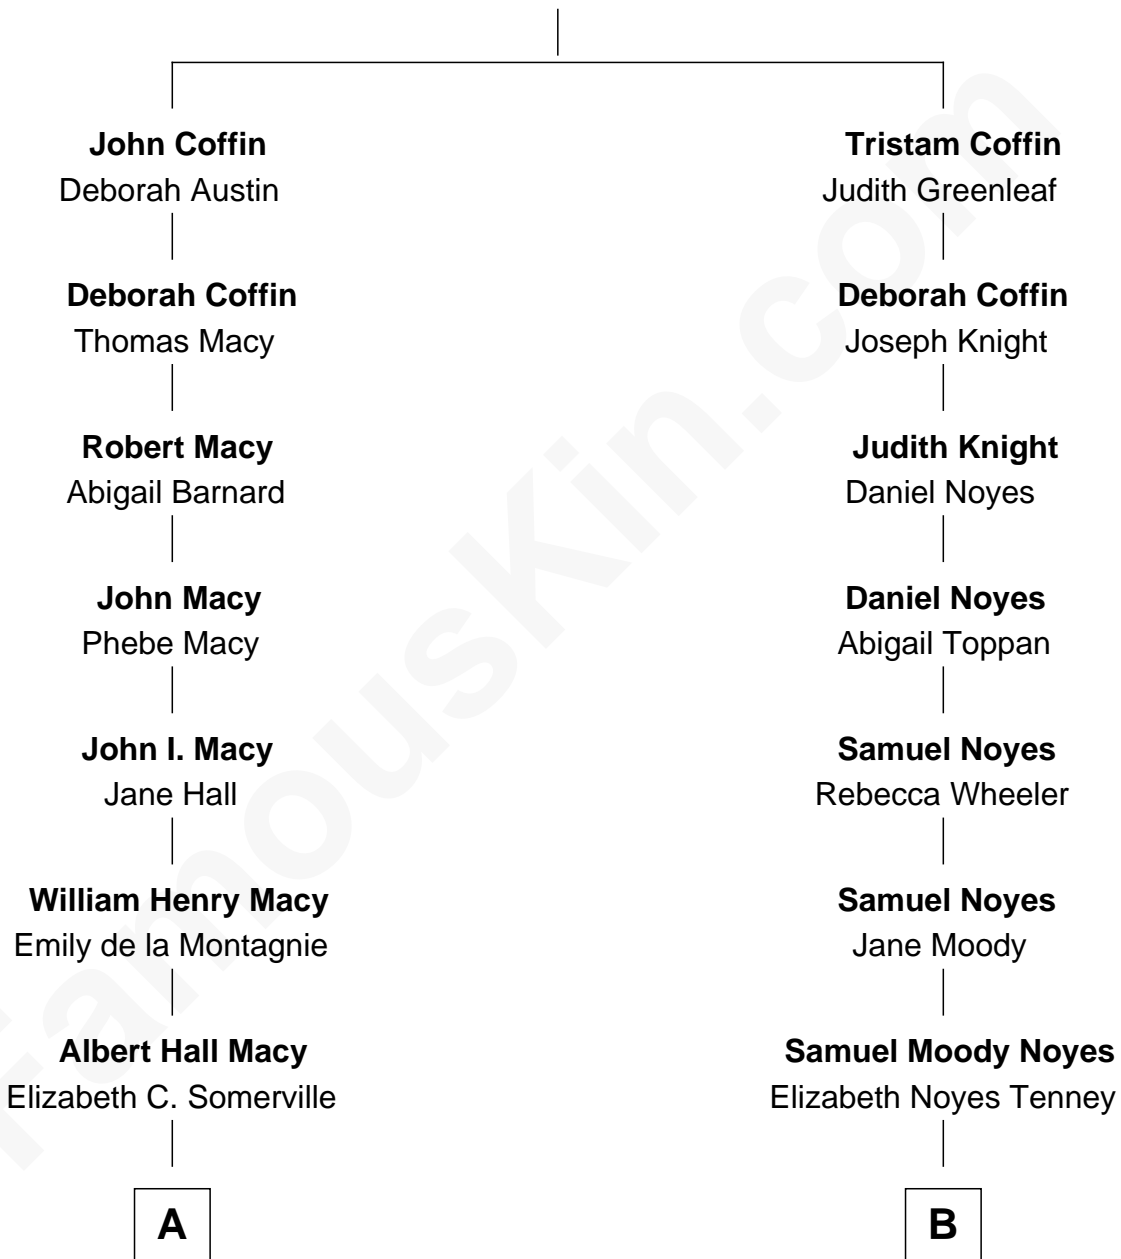 John Coffin
Deborah Austin
Deborah Coffin
Thomas Macy
Robert Macy
Abigail Barnard
John Macy
Phebe Macy
John I. Macy
Jane Hall
William Henry Macy
Emily de la Montagnie
Albert Hall Macy
Elizabeth C. Somerville
A
Tristam Coffin
Judith Greenleaf
Deborah Coffin
Joseph Knight
Judith Knight
Daniel Noyes
Daniel Noyes
Abigail Toppan
Samuel Noyes
Rebecca Wheeler
Samuel Noyes
Jane Moody
Samuel Moody Noyes
Elizabeth Noyes Tenney
B
FamousKin.com